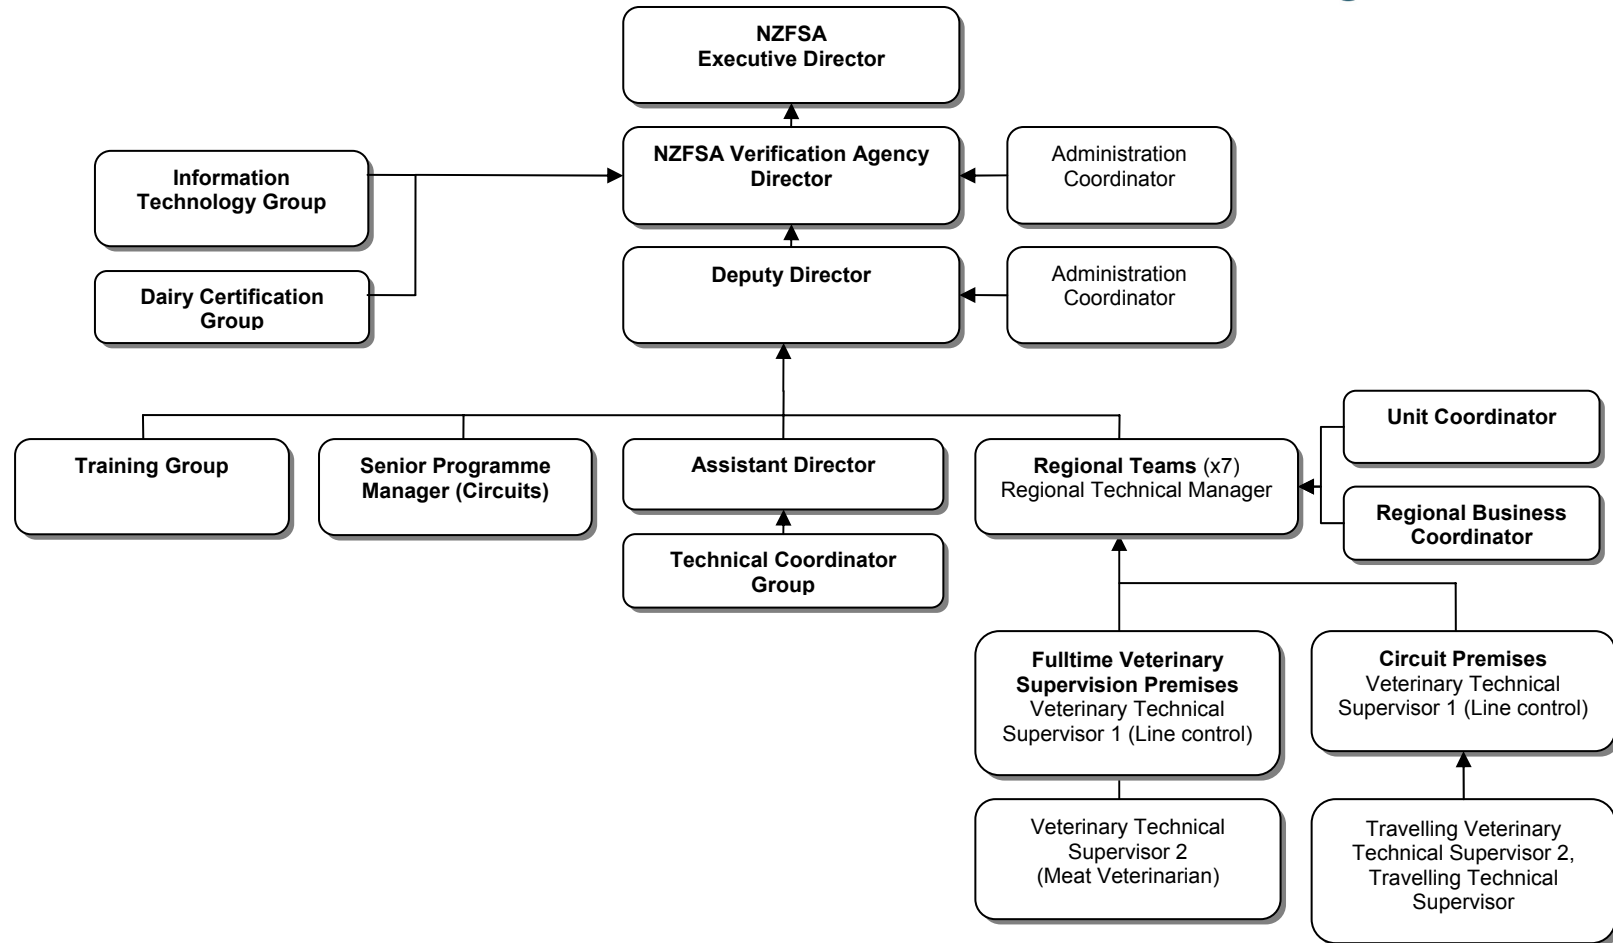 NZFSA
Executive Director
NZFSA Verification Agency
Director
Administration
Coordinator
Information
Technology Group
Deputy Director
Administration
Coordinator
Dairy Certification
Group
Training Group
Senior Programme
Manager (Circuits)
Assistant Director
Regional Teams (x7)
Regional Technical Manager
Unit Coordinator
Regional Business
Coordinator
Technical Coordinator
Group
Fulltime Veterinary
Supervision Premises
Veterinary Technical
Supervisor 1 (Line control)
Circuit Premises
Veterinary Technical
Supervisor 1 (Line control)
Veterinary Technical
Supervisor 2
(Meat Veterinarian)
Travelling Veterinary
Technical Supervisor 2,
Travelling Technical
Supervisor